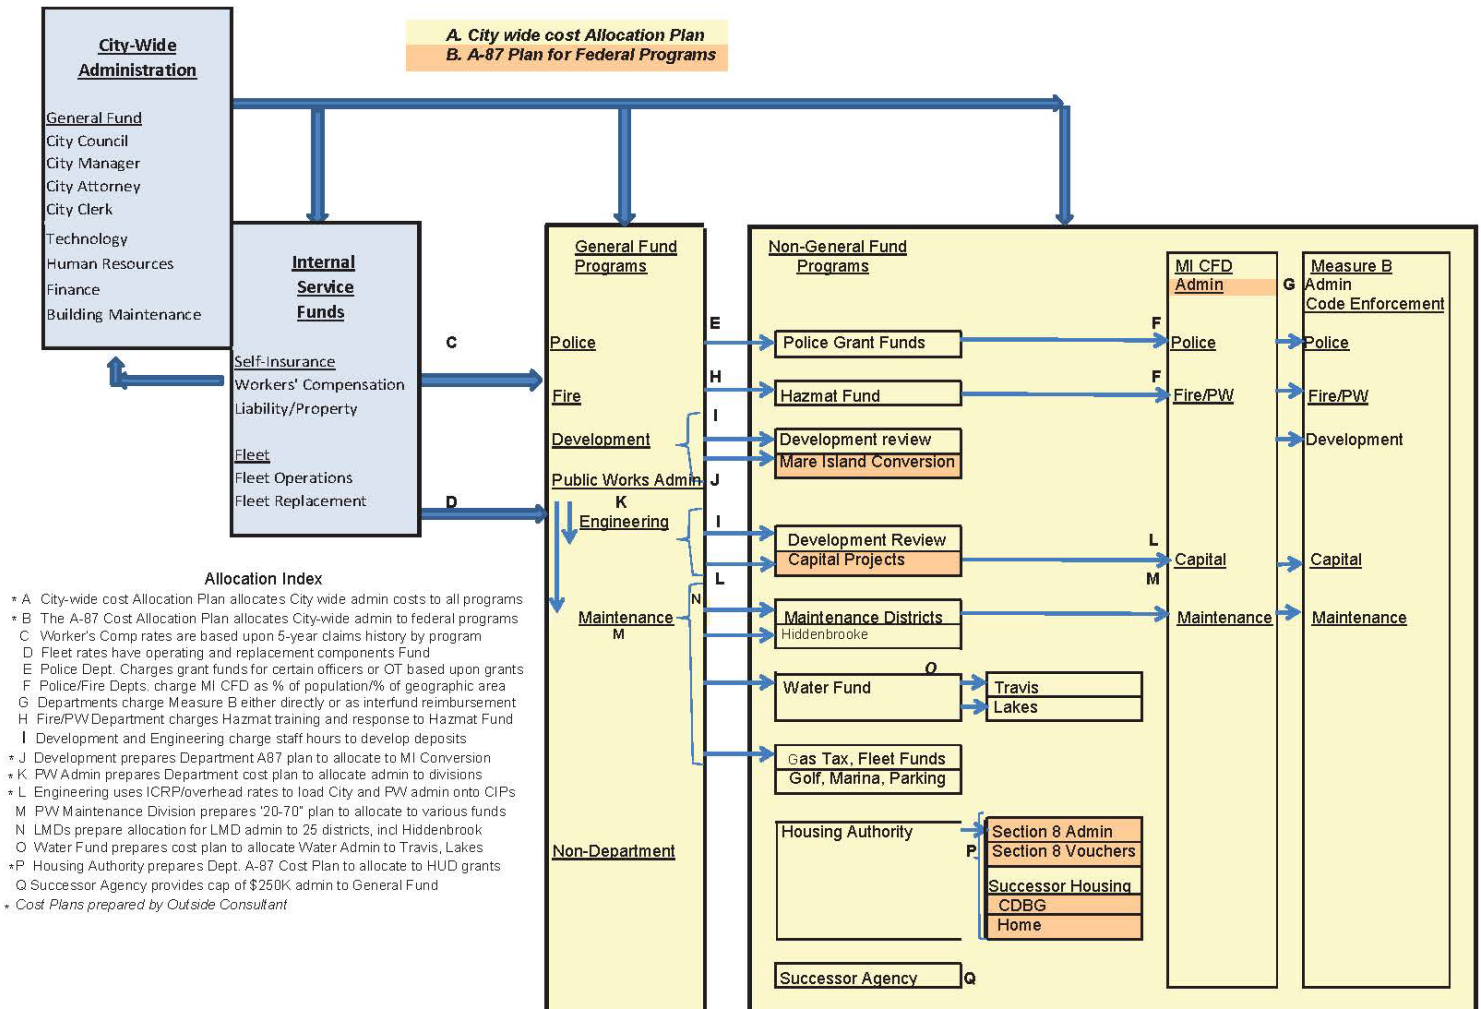 A. City wide cost Allocation Plan
B. A-87 Plan for Federal Programs
City-Wide
Administration
General Fund
City Council
City Manager
City Attorney
City Clerk
Technology
Human Resources
Finance
Building Maintenance
Internal
Service
Funds
Self-Insurance
Workers' Compensation
Liability/Property
Fleet
Fleet Operations
Fleet Replacement
C
D
General Fund
Programs
Police
Fire
Development
Public Works Admin
K
Engineering
Maintenance
M
Non-Department
E
H
I
J
I
L
N
Non-General Fund
Programs
Police Grant Funds
Hazmat Fund
Development review
Mare Island Conversion
Development Review
Capital Projects
Maintenance Districts
Hiddenbrooke
O
Water Fund
Travis
Lakes
Gas Tax, Fleet Funds
Golf, Marina, Parking
Housing Authority
P
Section 8 Admin
Section 8 Vouchers
Successor Housing
CDBG
Home
Successor Agency
Q
F
F
L
M
MI CFD
Admin
Police
Fire/PW
Capital
Maintenance
G
Measure B
Admin
Code Enforcement
Police
Fire/PW
Development
Capital
Maintenance
Allocation Index
* A City-wide cost Allocation Plan allocates City wide admin costs to all programs
* B The A-87 Cost Allocation Plan allocates City-wide admin to federal programs
C Worker's Comp rates are based upon 5-year claims history by program
D Fleet rates have operating and replacement components Fund
E Police Dept. Charges grant funds for certain officers or OT based upon grants
F Police/Fire Depts. charge MI CFD as % of population/% of geographic area
G Departments charge Measure B either directly or as interfund reimbursement
H Fire/PW Department charges Hazmat training and response to Hazmat Fund
I Development and Engineering charge staff hours to develop deposits
* J Development prepares Department A87 plan to allocate to MI Conversion
* K PW Admin prepares Department cost plan to allocate admin to divisions
* L Engineering uses ICRP/overhead rates to load City and PW admin onto CIPs
M PW Maintenance Division prepares '20-70" plan to allocate to various funds
N LMDs prepare allocation for LMD admin to 25 districts, incl Hiddenbrook
O Water Fund prepares cost plan to allocate Water Admin to Travis, Lakes
*P Housing Authority prepares Dept. A-87 Cost Plan to allocate to HUD grants
Q Successor Agency provides cap of $250K admin to General Fund
* Cost Plans prepared by Outside Consultant